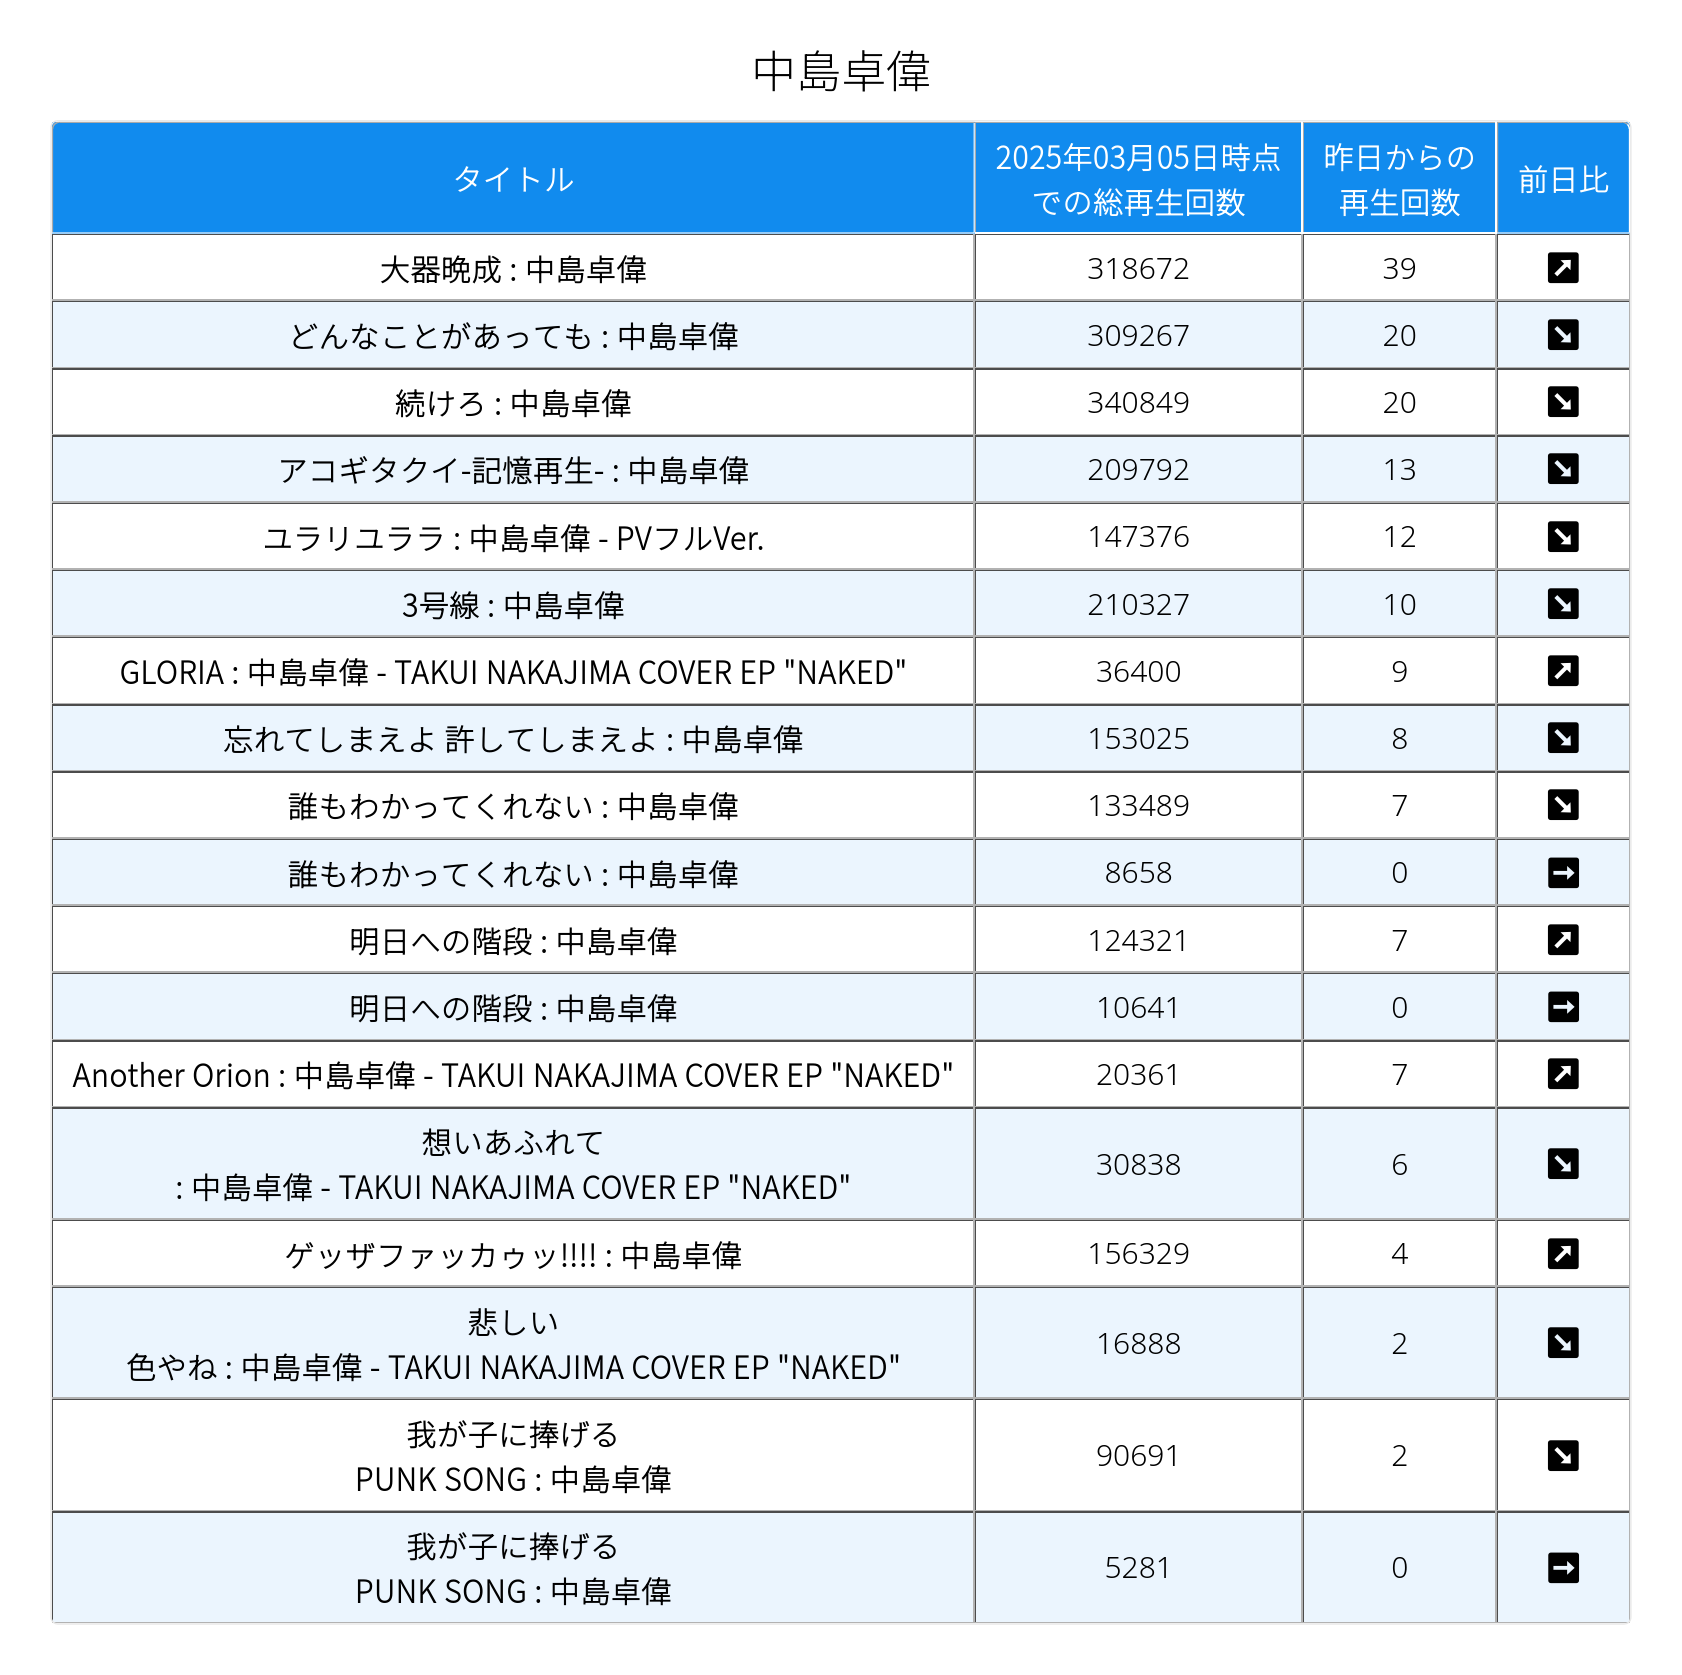 中島卓偉
タイトル
2025年03月05日時点
での総再生回数
昨日からの
再生回数
前日比
大器晩成 : 中島卓偉 318672 39
どんなことがあっても : 中島卓偉 309267 20
続けろ : 中島卓偉 340849 20
アコギタクイ-記憶再生- : 中島卓偉 209792 13
ユラリユララ : 中島卓偉 - PVフルVer. 147376 12
3号線 : 中島卓偉 210327 10
GLORIA : 中島卓偉 - TAKUI NAKAJIMA COVER EP "NAKED" 36400 9
忘れてしまえよ 許してしまえよ : 中島卓偉 153025 8
誰もわかってくれない : 中島卓偉 133489 7
誰もわかってくれない : 中島卓偉 8658 0
明日への階段 : 中島卓偉 124321 7
明日への階段 : 中島卓偉 10641 0
Another Orion : 中島卓偉 - TAKUI NAKAJIMA COVER EP "NAKED" 20361 7
想いあふれて
: 中島卓偉 - TAKUI NAKAJIMA COVER EP "NAKED" 30838 6
ゲッザファッカゥッ!!!! : 中島卓偉 156329 4
悲しい
色やね : 中島卓偉 - TAKUI NAKAJIMA COVER EP "NAKED" 16888 2
我が子に捧げる
PUNK SONG : 中島卓偉 90691 2
我が子に捧げる
PUNK SONG : 中島卓偉 5281 0